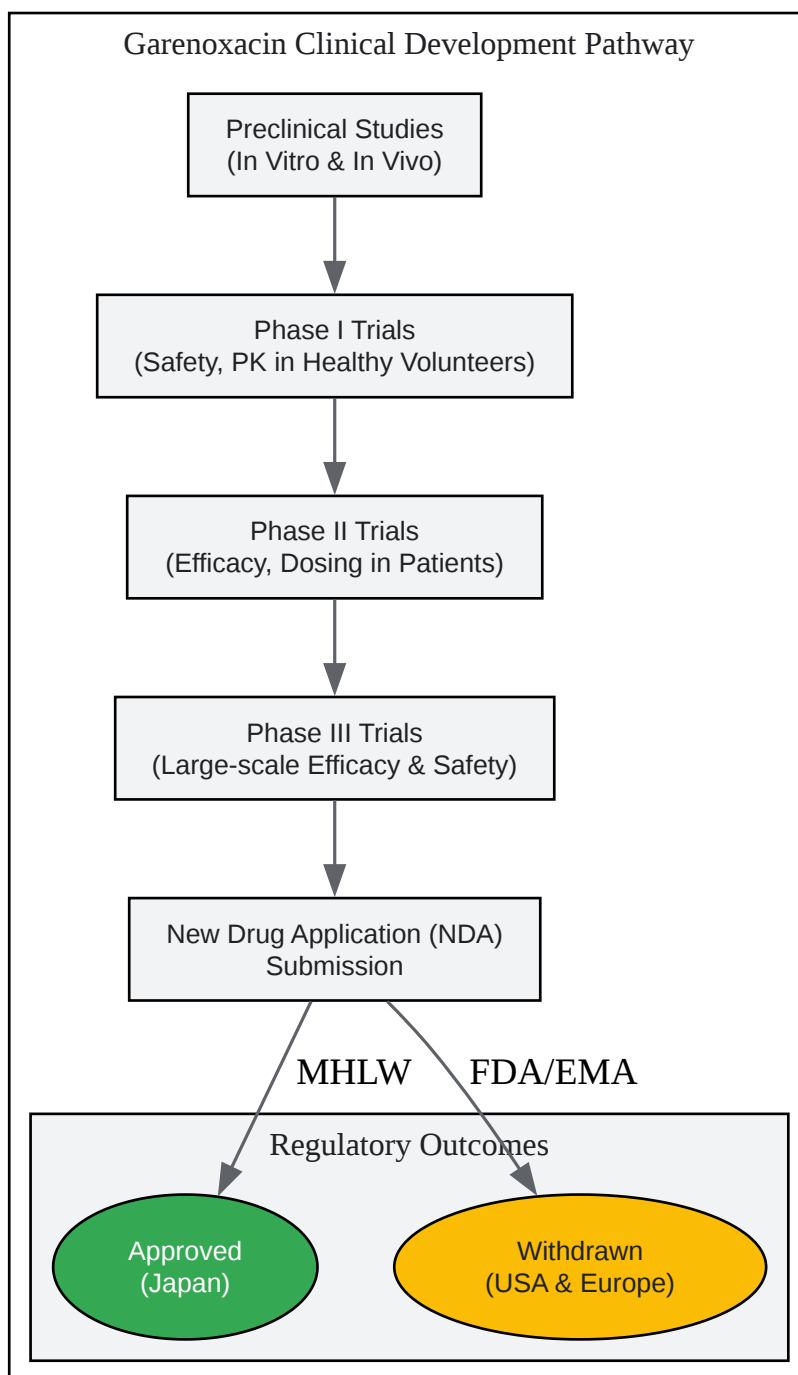 Garenoxacin Clinical Development Pathway
Preclinical Studies
(In Vitro & In Vivo)
Phase I Trials
(Safety, PK in Healthy Volunteers)
Phase II Trials
(Efficacy, Dosing in Patients)
Phase III Trials
(Large-scale Efficacy & Safety)
New Drug Application (NDA)
Submission
MHLW
FDA/EMA
Regulatory Outcomes
Approved
(Japan)
Withdrawn
(USA & Europe)